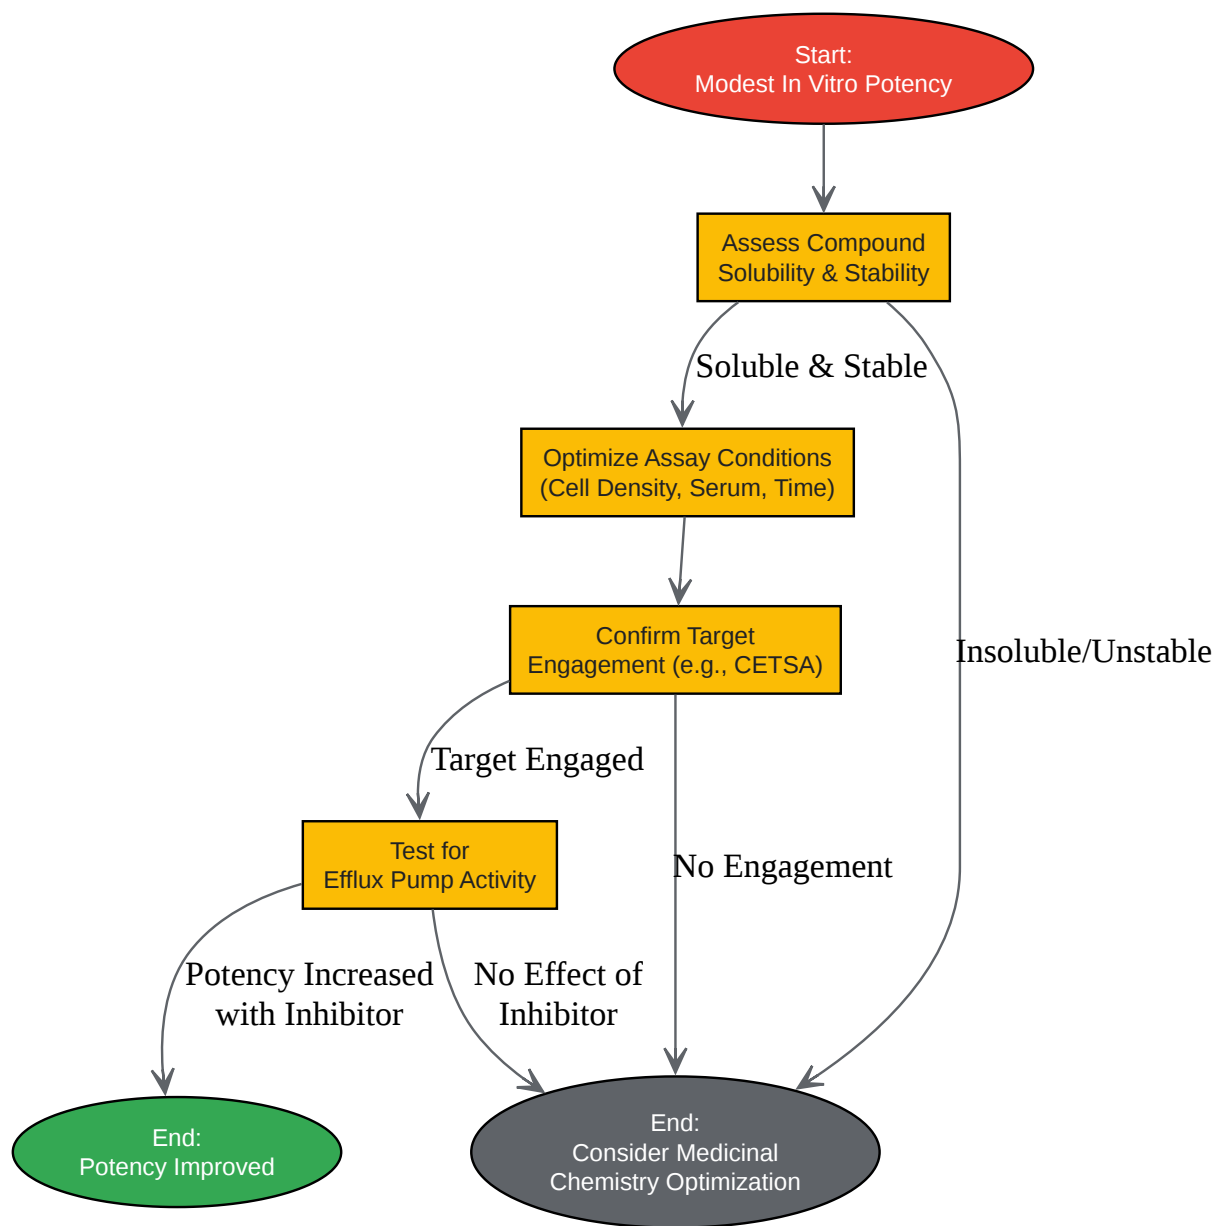 Start:
Modest In Vitro Potency
Assess Compound
Solubility & Stability
Soluble & Stable
Optimize Assay Conditions
(Cell Density, Serum, Time)
Confirm Target
Engagement (e.g., CETSA)
Insoluble/Unstable
Target Engaged
Test for
Efflux Pump Activity
No Engagement
Potency Increased
with Inhibitor
No Effect of
Inhibitor
End:
Potency Improved
End:
Consider Medicinal
Chemistry Optimization